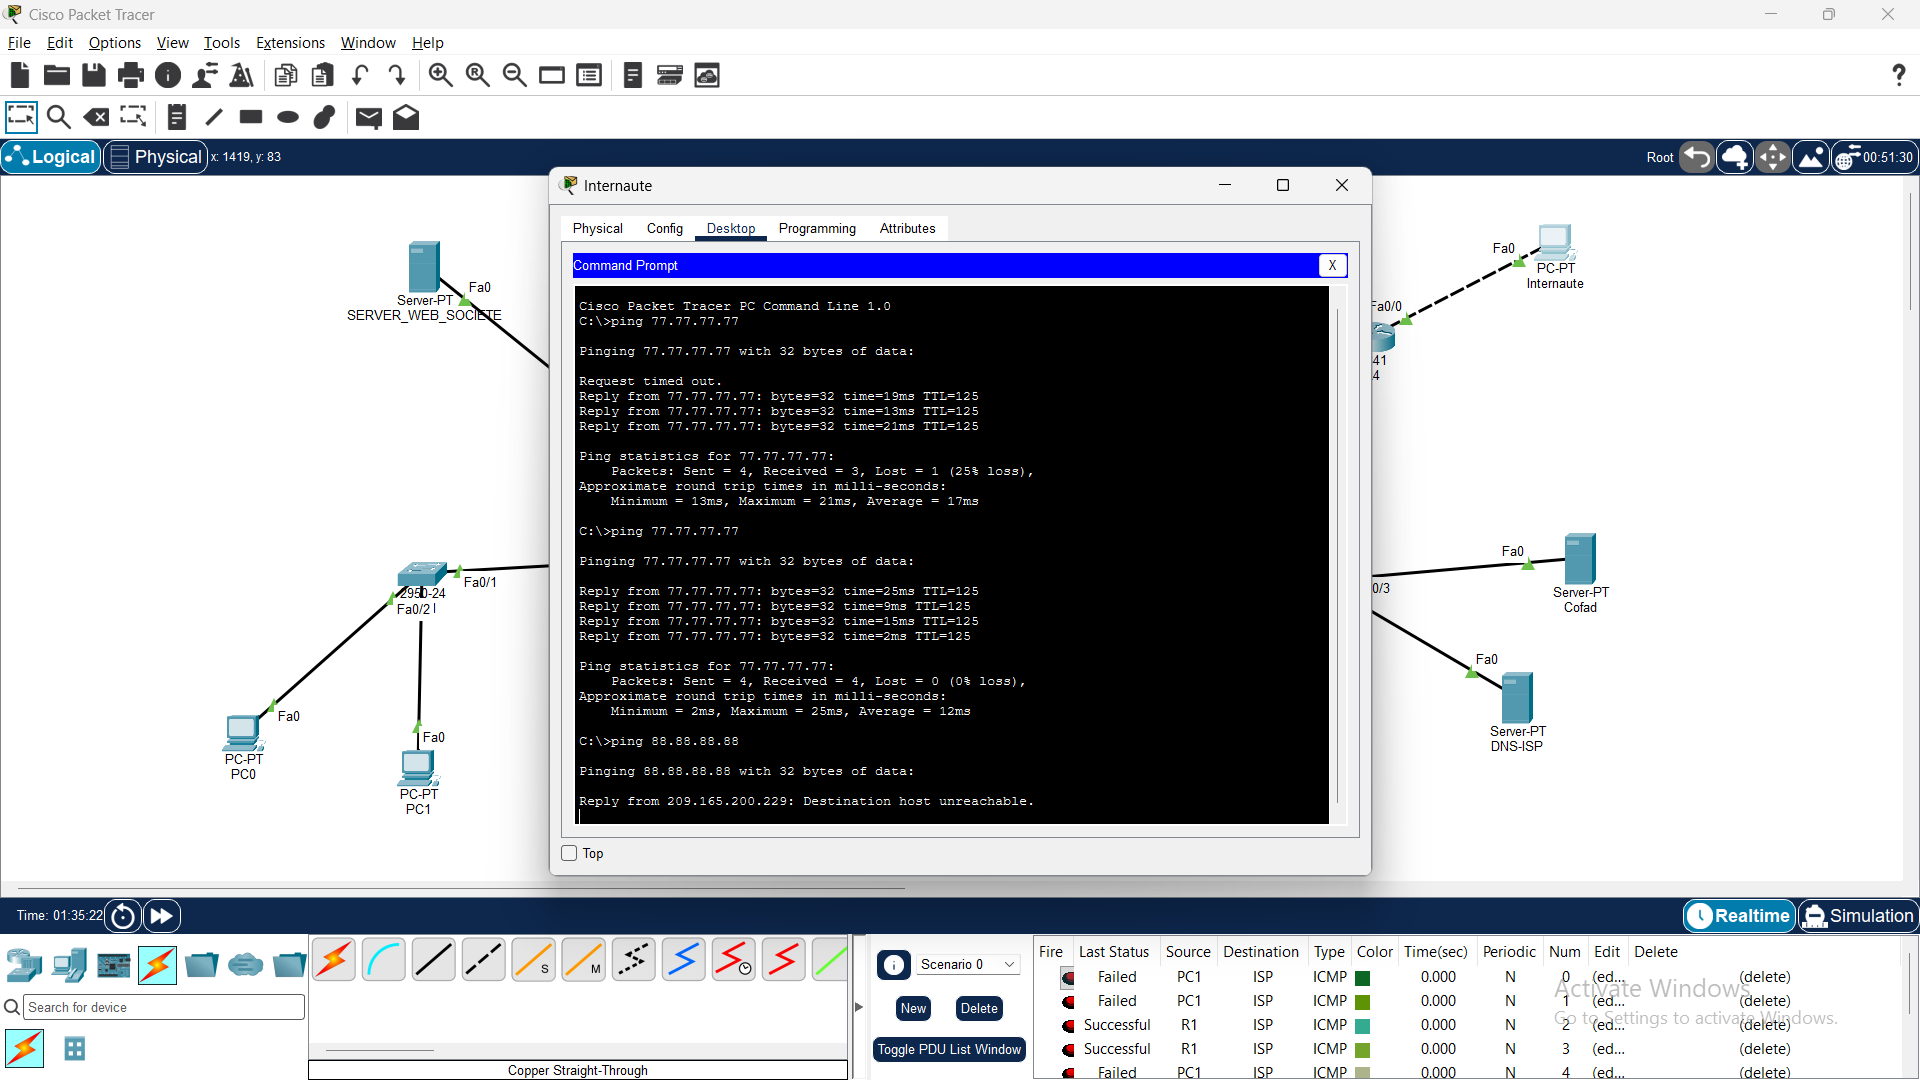 Cisco Packet Tracer
File Edit Options View Tools Extensions Window Help
Logical Physical x: 1419, y: 83 Root 00:51:30
Internaute
Physical Config Desktop Programming Attributes
Command Prompt X
Cisco Packet Tracer PC Command Line 1.0
C:\>ping 77.77.77.77
Pinging 77.77.77.77 with 32 bytes of data:
Request timed out.
Reply from 77.77.77.77: bytes=32 time=19ms TTL=125
Reply from 77.77.77.77: bytes=32 time=13ms TTL=125
Reply from 77.77.77.77: bytes=32 time=21ms TTL=125
Ping statistics for 77.77.77.77:
Packets: Sent = 4, Received = 3, Lost = 1 (25% loss),
Approximate round trip times in milli-seconds:
Minimum = 13ms, Maximum = 21ms, Average = 17ms
C:\>ping 77.77.77.77
Pinging 77.77.77.77 with 32 bytes of data:
Reply from 77.77.77.77: bytes=32 time=25ms TTL=125
Reply from 77.77.77.77: bytes=32 time=9ms TTL=125
Reply from 77.77.77.77: bytes=32 time=15ms TTL=125
Reply from 77.77.77.77: bytes=32 time=2ms TTL=125
Ping statistics for 77.77.77.77:
Packets: Sent = 4, Received = 4, Lost = 0 (0% loss),
Approximate round trip times in milli-seconds:
Minimum = 2ms, Maximum = 25ms, Average = 12ms
C:\>ping 88.88.88.88
Pinging 88.88.88.88 with 32 bytes of data:
Reply from 209.165.200.229: Destination host unreachable.
Top
Fa0
Server-PT
SERVER_WEB_SOCIETE
2950-24
Fa0/1
Fa0/2
Fa0
PC-PT
PC0
Fa0
PC-PT
PC1
Fa0
PC-PT
Internaute
Fa0/0
41
4
Fa0
0/3
Server-PT
Cofad
Fa0
Server-PT
DNS-ISP
Time: 01:35:22 Realtime Simulation
Search for device
S M
Copper Straight-Through
Scenario 0
New Delete
Toggle PDU List Window
Fire Last Status Source Destination Type Color Time(sec) Periodic Num Edit Delete
Failed PC1 ISP ICMP 0.000 N 0 (ed... (delete)
Failed PC1 ISP ICMP 0.000 N 1 (ed... (delete)
Successful R1 ISP ICMP 0.000 N 2 (ed... (delete)
Successful R1 ISP ICMP 0.000 N 3 (ed... (delete)
Failed PC1 ISP ICMP 0.000 N 4 (ed... (delete)
Activate Windows
Go to Settings to activate Windows.